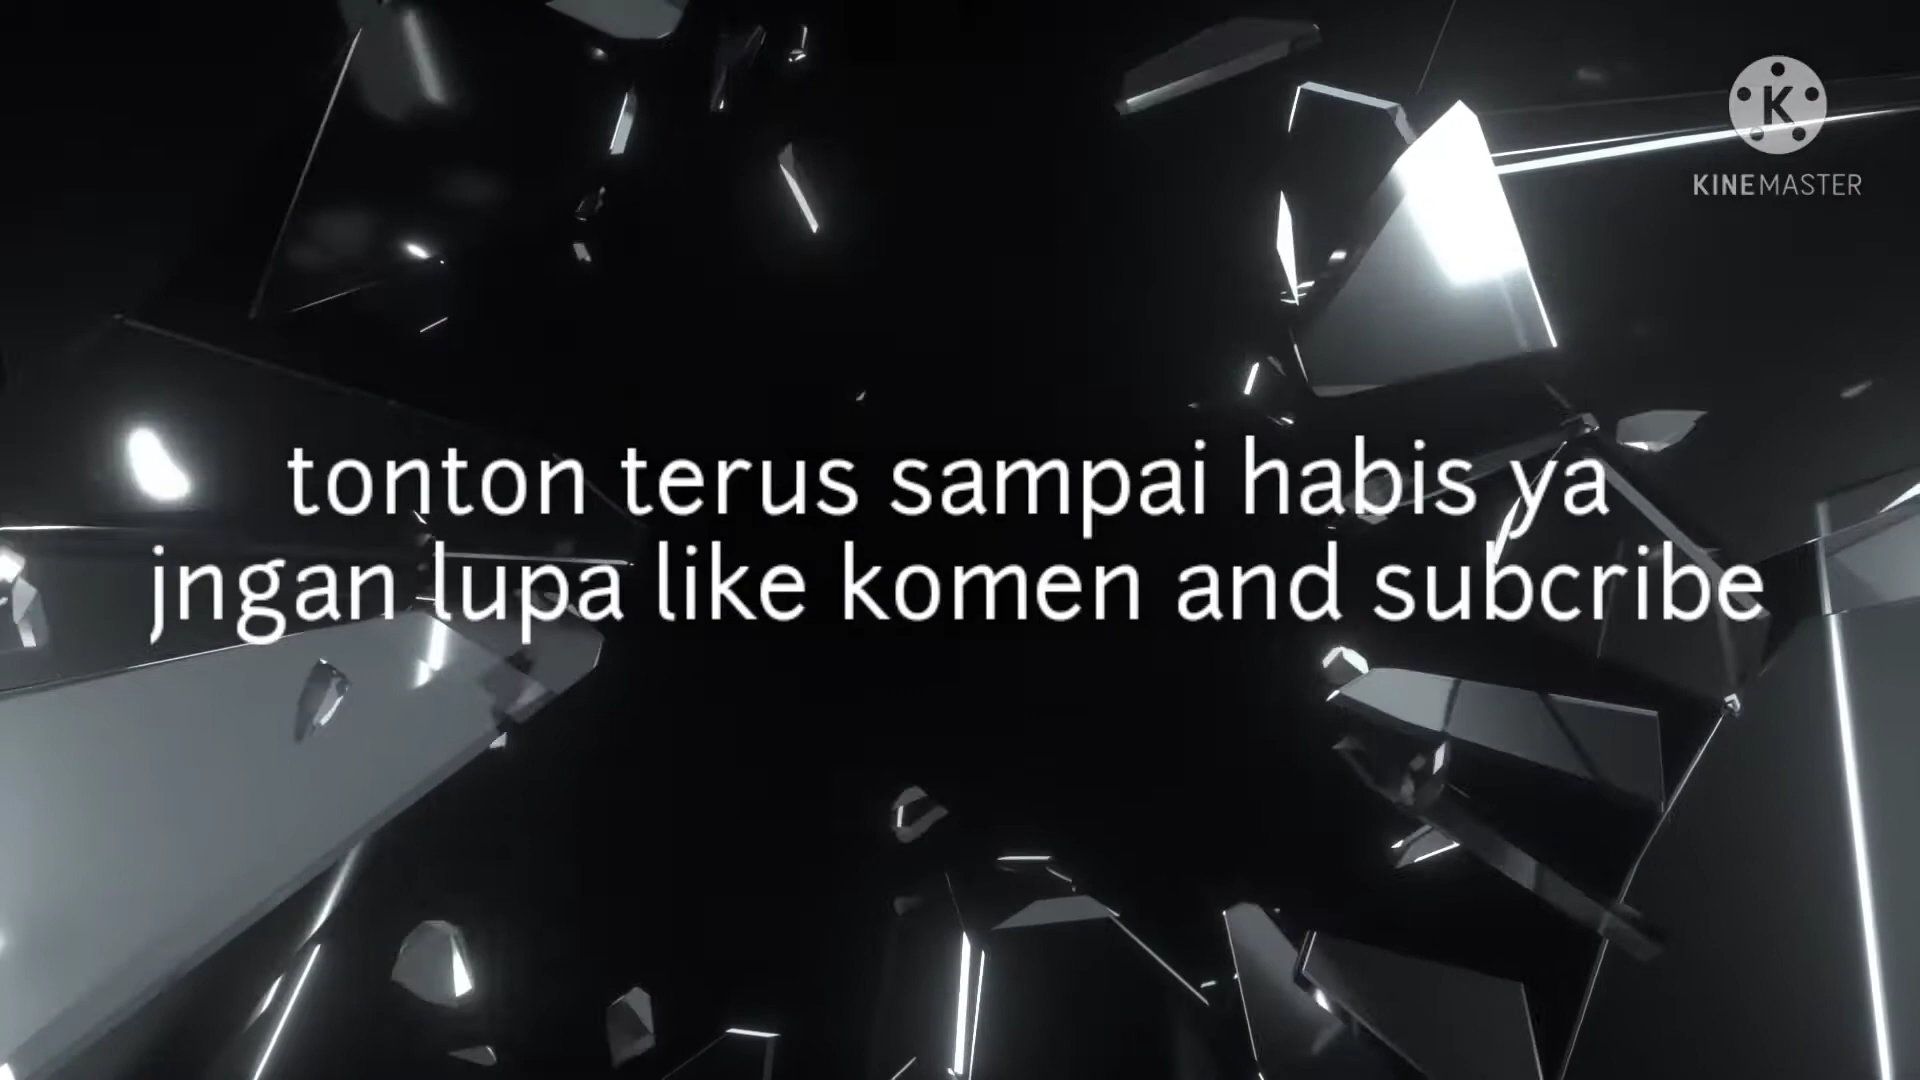 K
KINEMASTER
tonton terus sampai habis ya
jngan lupa like komen and subcribe